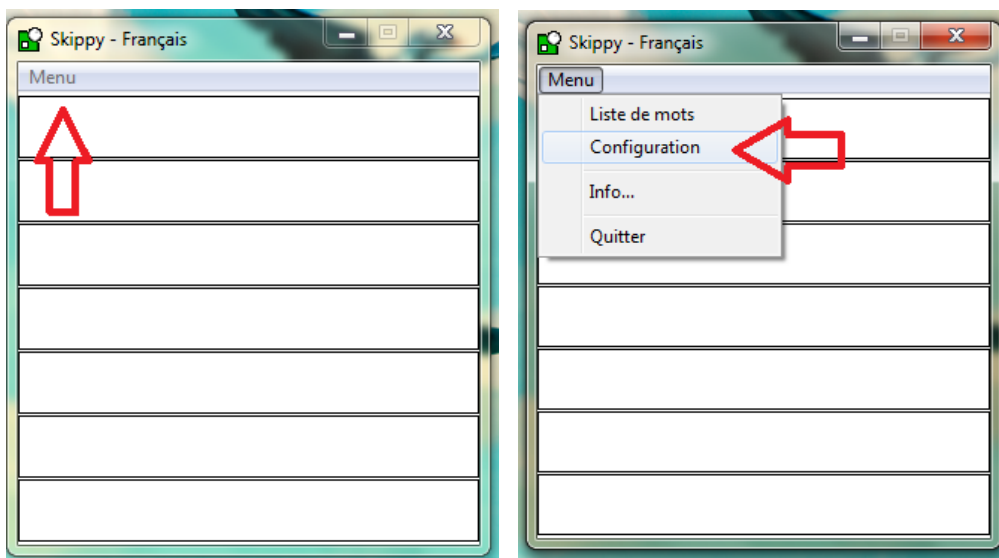 Skippy - Français
Menu
Skippy - Français
Menu
Liste de mots
Configuration
Info...
Quitter